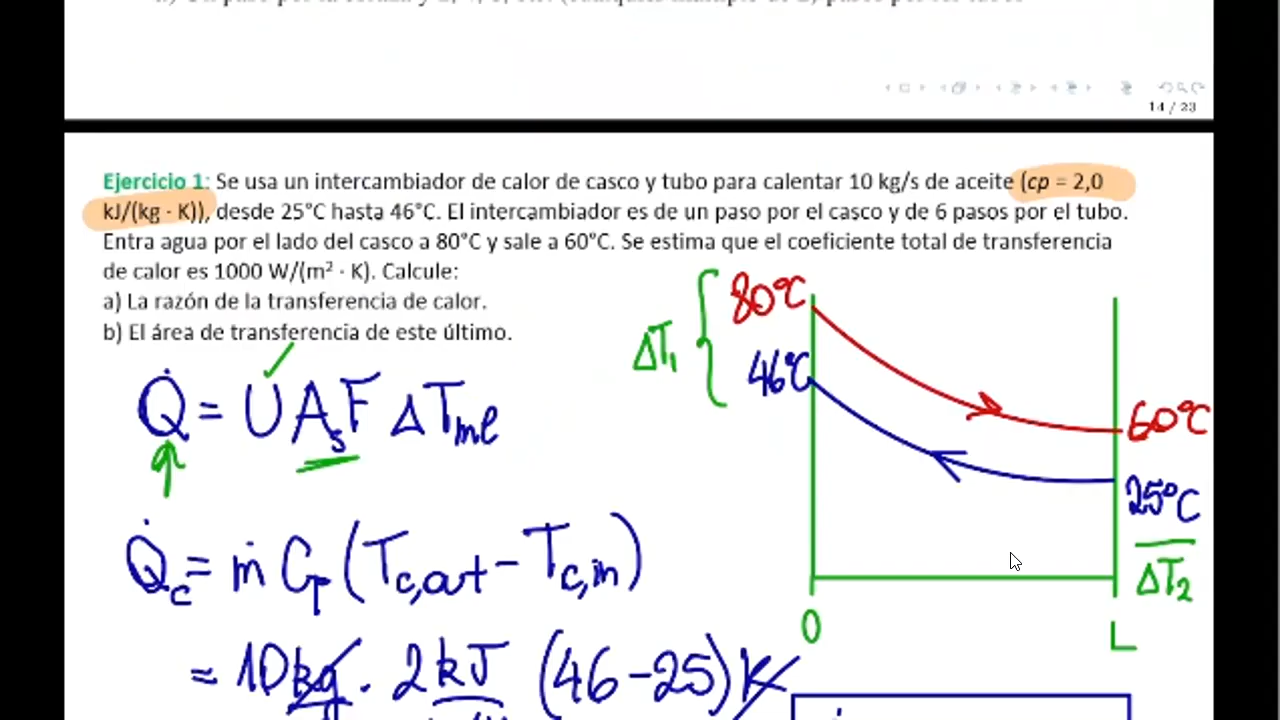 14 / 23
Ejercicio 1: Se usa un intercambiador de calor de casco y tubo para calentar 10 kg/s de aceite (cp = 2,0
kJ/(kg · K)), desde 25°C hasta 46°C. El intercambiador es de un paso por el casco y de 6 pasos por el tubo.
Entra agua por el lado del casco a 80°C y sale a 60°C. Se estima que el coeficiente total de transferencia
de calor es 1000 W/(m² · K). Calcule:
a) La razón de la transferencia de calor.
b) El área de transferencia de este último.
80°C
ΔT₁
46°C
60°C
25°C
ΔT₂
0
L
Q̇ = U Aₛ F ΔTml
Q̇c = ṁ Cp (Tc,out - Tc,in)
= 10 kg · 2 kJ (46-25) K